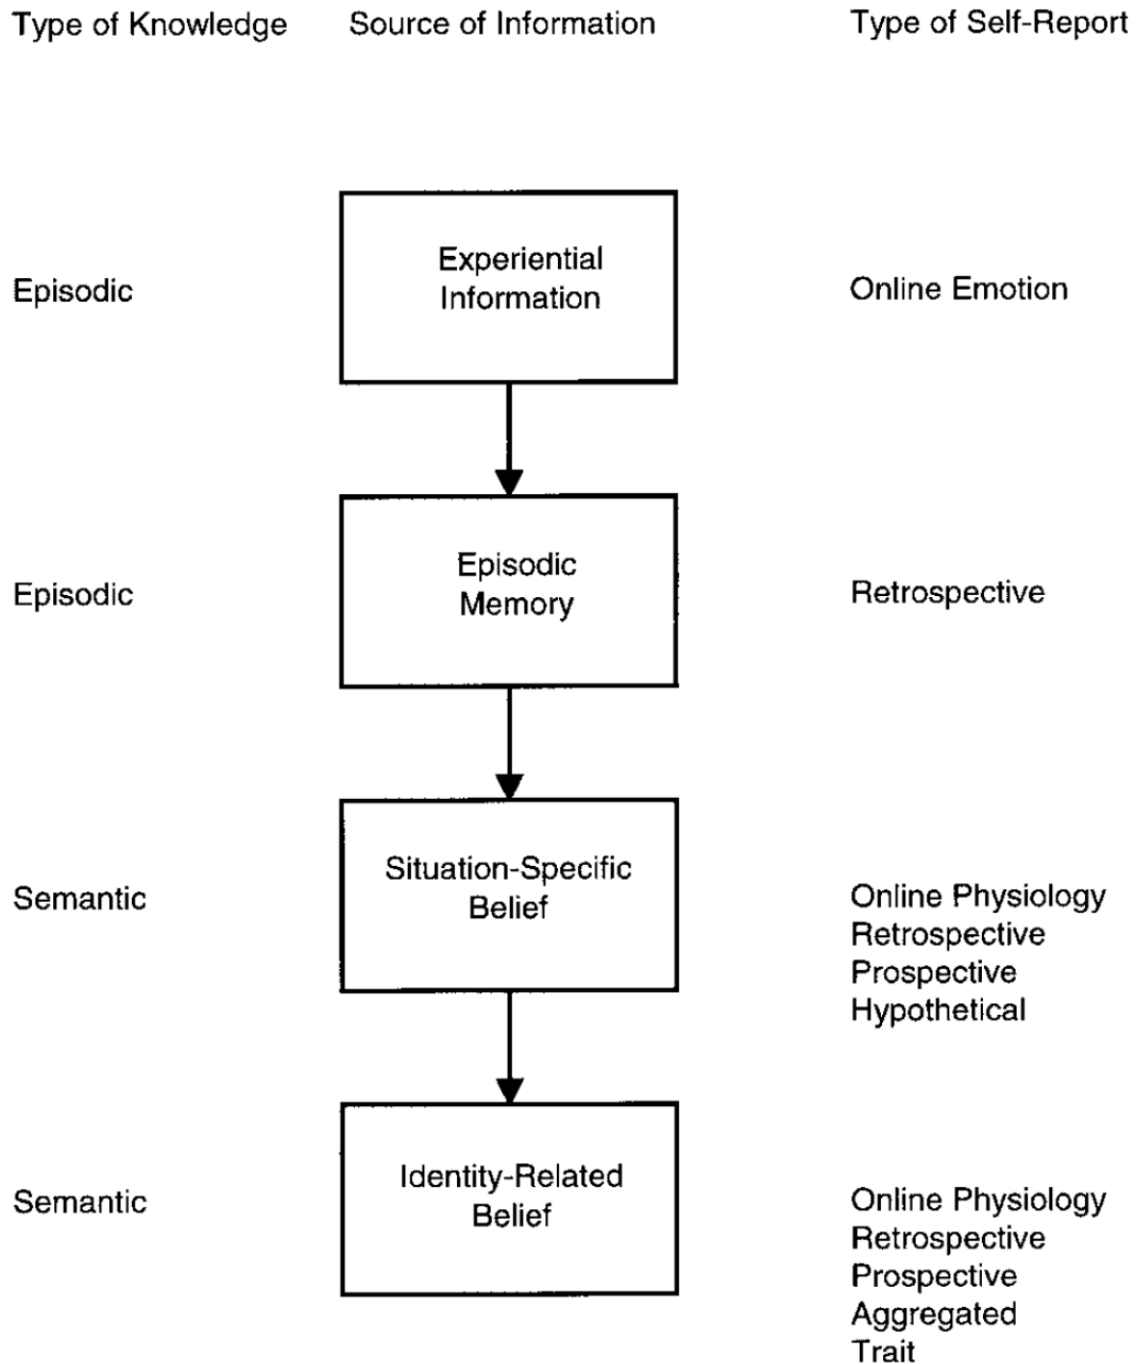 Type of Knowledge Source of Information Type of Self-Report
Episodic
Experiential
Information
Online Emotion
Episodic
Episodic
Memory
Retrospective
Semantic
Situation-Specific
Belief
Online Physiology
Retrospective
Prospective
Hypothetical
Semantic
Identity-Related
Belief
Online Physiology
Retrospective
Prospective
Aggregated
Trait